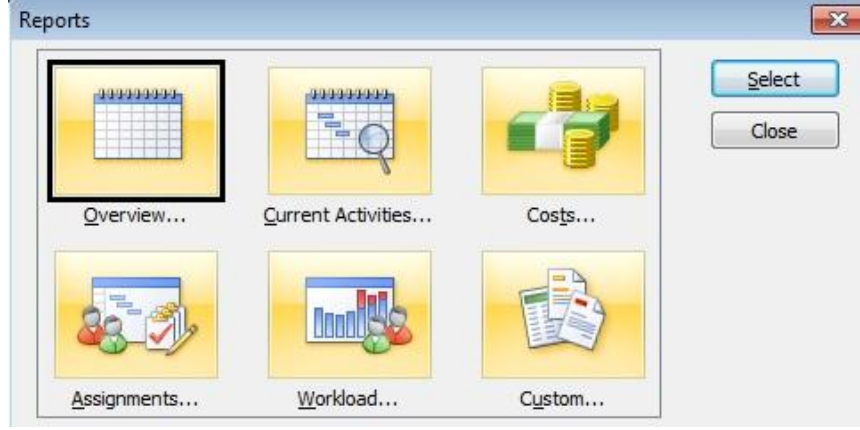 Reports
Select
Close
Overview...
Current Activities...
Costs...
Assignments...
Workload...
Custom...